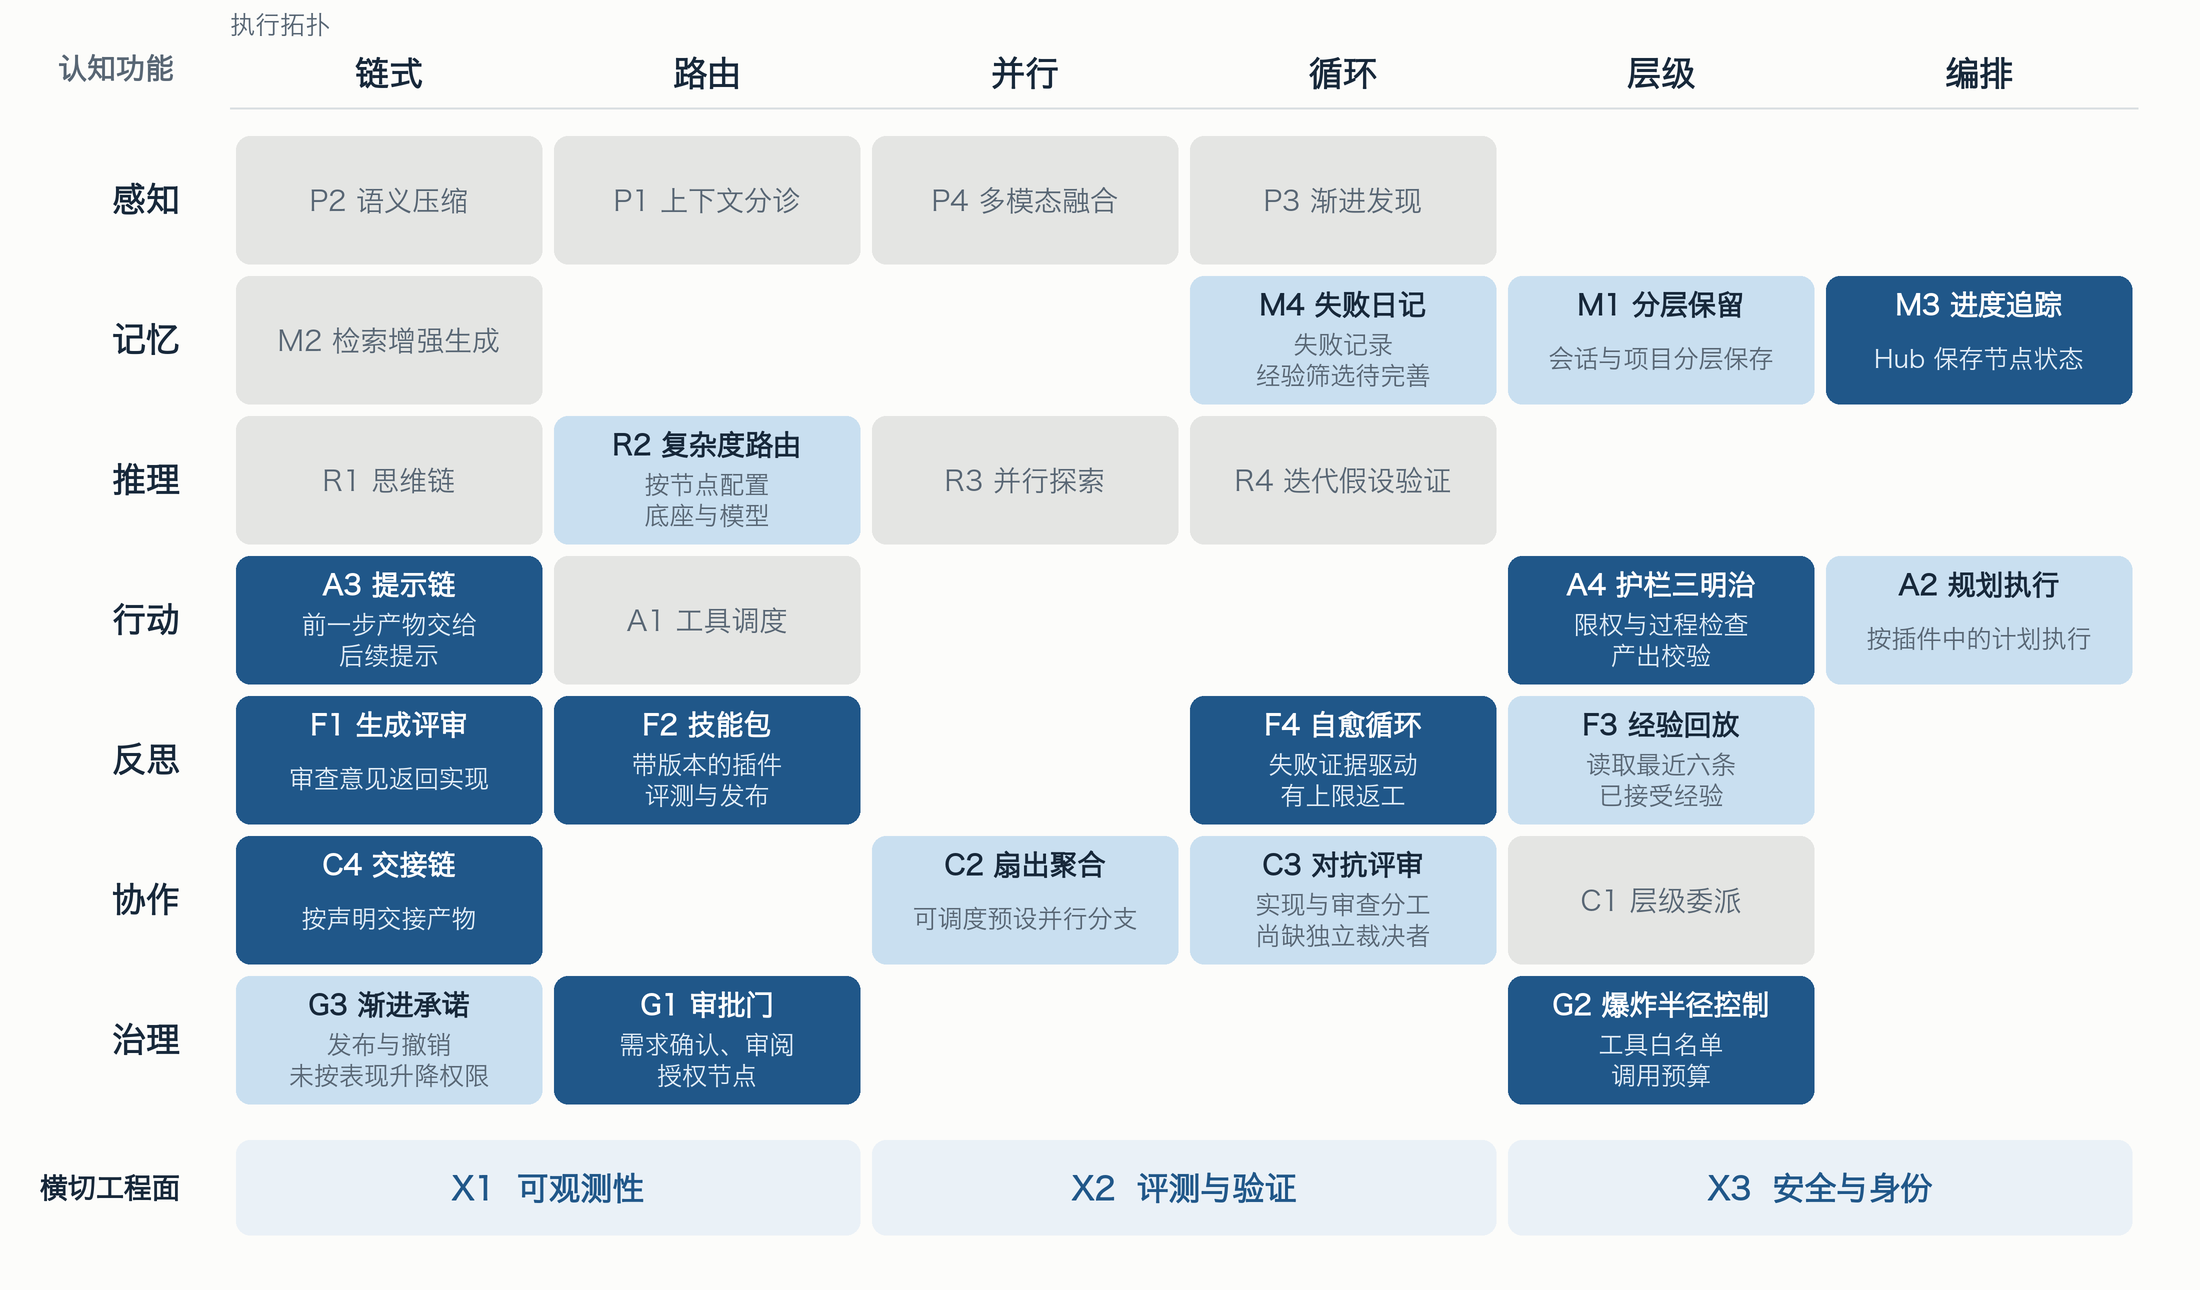 执行拓扑
认知功能
链式
路由
并行
循环
层级
编排
感知
P2 语义压缩
P1 上下文分诊
P4 多模态融合
P3 渐进发现
记忆
M2 检索增强生成
M4 失败日记
失败记录
经验筛选待完善
M1 分层保留
会话与项目分层保存
M3 进度追踪
Hub 保存节点状态
推理
R1 思维链
R2 复杂度路由
按节点配置
底座与模型
R3 并行探索
R4 迭代假设验证
行动
A3 提示链
前一步产物交给
后续提示
A1 工具调度
A4 护栏三明治
限权与过程检查
产出校验
A2 规划执行
按插件中的计划执行
反思
F1 生成评审
审查意见返回实现
F2 技能包
带版本的插件
评测与发布
F4 自愈循环
失败证据驱动
有上限返工
F3 经验回放
读取最近六条
已接受经验
协作
C4 交接链
按声明交接产物
C2 扇出聚合
可调度预设并行分支
C3 对抗评审
实现与审查分工
尚缺独立裁决者
C1 层级委派
治理
G3 渐进承诺
发布与撤销
未按表现升降权限
G1 审批门
需求确认、审阅
授权节点
G2 爆炸半径控制
工具白名单
调用预算
横切工程面
X1 可观测性
X2 评测与验证
X3 安全与身份